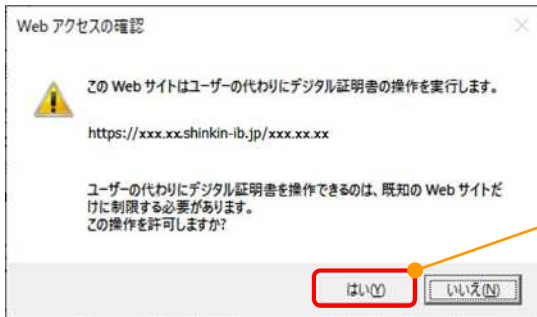 Web アクセスの確認
この Web サイトはユーザーの代わりにデジタル証明書の操作を実行します。
https://xxx.xx.shinkin-ib.jp/xxx.xx.xx
ユーザーの代わりにデジタル証明書を操作できるのは、既知の Web サイトだ
けに制限する必要があります。
この操作を許可しますか?
はい(Y) いいえ(N)